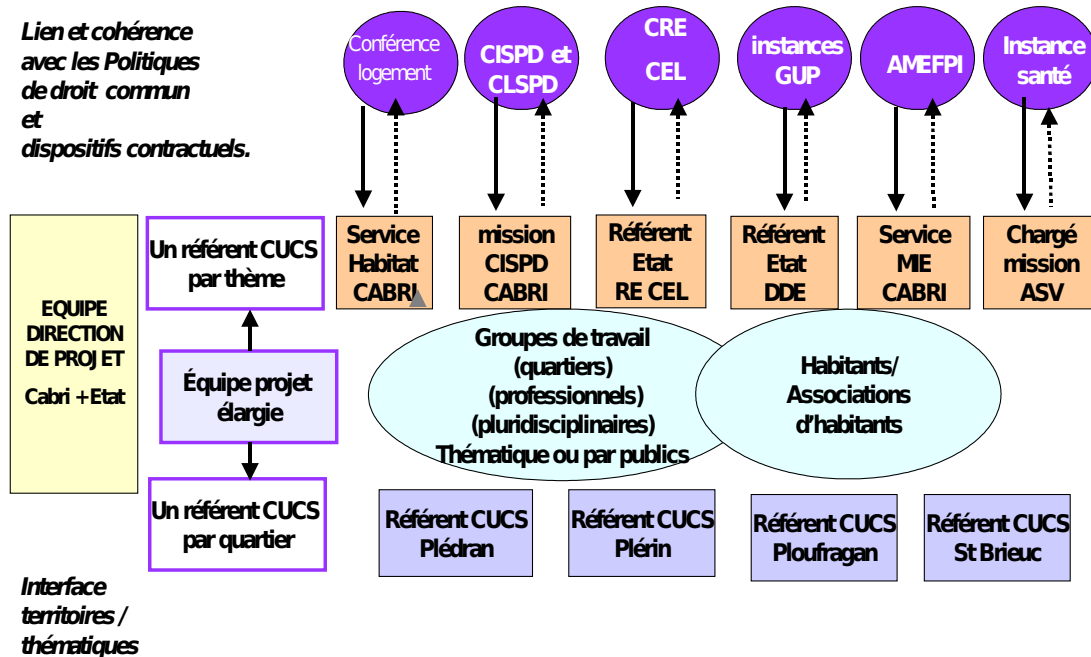 Lien et cohérence
avec les Politiques
de droit commun
et
dispositifs contractuels.
Conférence
logement
CISPD et
CLSPD
CRE
CEL
instances
GUP
AMEFPI
Instance
santé
EQUIPE
DIRECTION
DE PROJET
Cabri + Etat
Un référent CUCS
par thème
Équipe projet
élargie
Un référent CUCS
par quartier
Service
Habitat
CABRI
mission
CISPD
CABRI
Référent
Etat
RE CEL
Référent
Etat
DDE
Service
MIE
CABRI
Chargé
mission
ASV
Groupes de travail
(quartiers)
(professionnels)
(pluridisciplinaires)
Thématique ou par publics
Habitants/
Associations
d'habitants
Référent CUCS
Plédran
Référent CUCS
Plérin
Référent CUCS
Ploufragan
Référent CUCS
St Brieuc
Interface
territoires /
thématiques